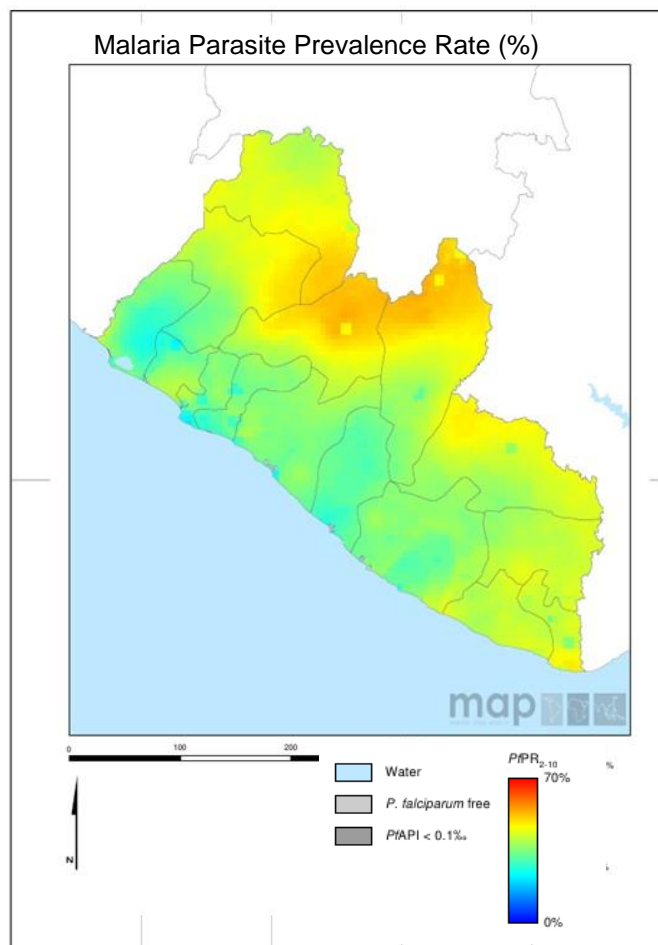 Malaria Parasite Prevalence Rate (%)
map
0 100 200
Water
P. falciparum free
PfAPI < 0.1‰
PfPR2-10
70%
0%
N